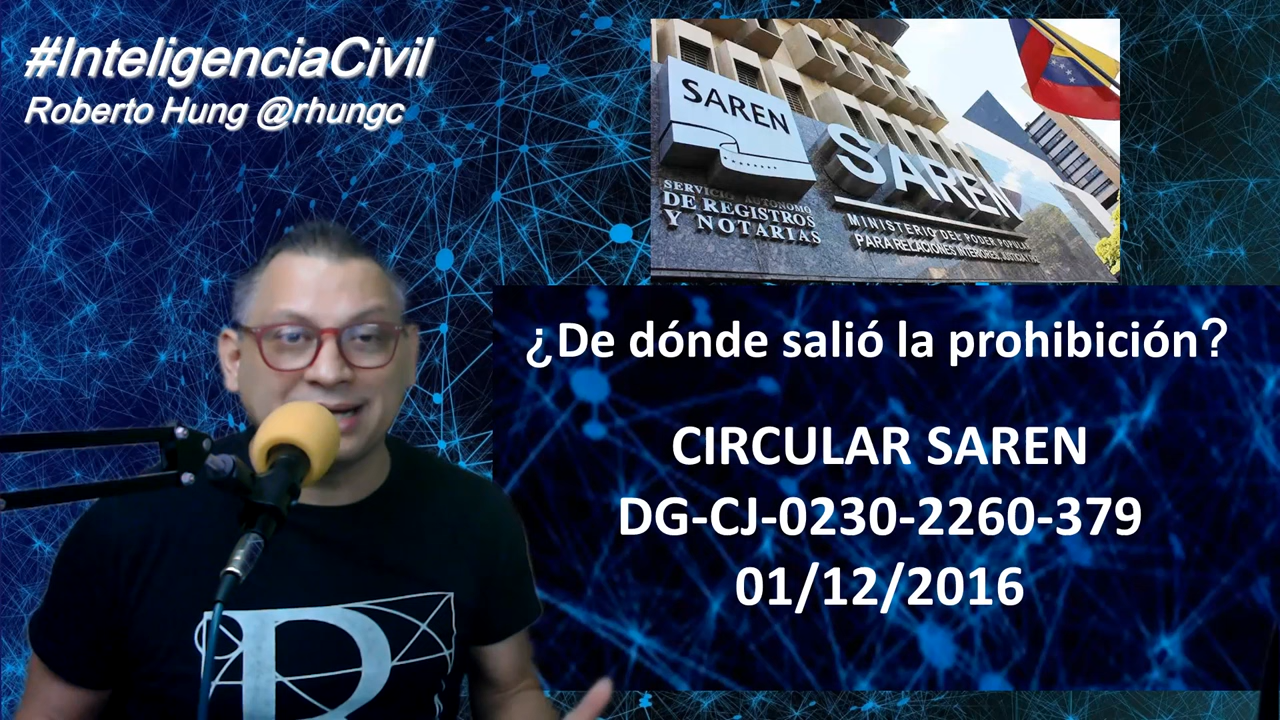 #InteligenciaCivil
Roberto Hung @rhungc
SAREN
SAREN
SERVICIO AUTÓNOMO
DE REGISTROS
Y NOTARIAS
MINISTERIO DEL PODER POPULAR
PARA RELACIONES INTERIORES, JUSTICIA Y
¿De dónde salió la prohibición?
CIRCULAR SAREN
DG-CJ-0230-2260-379
01/12/2016
R